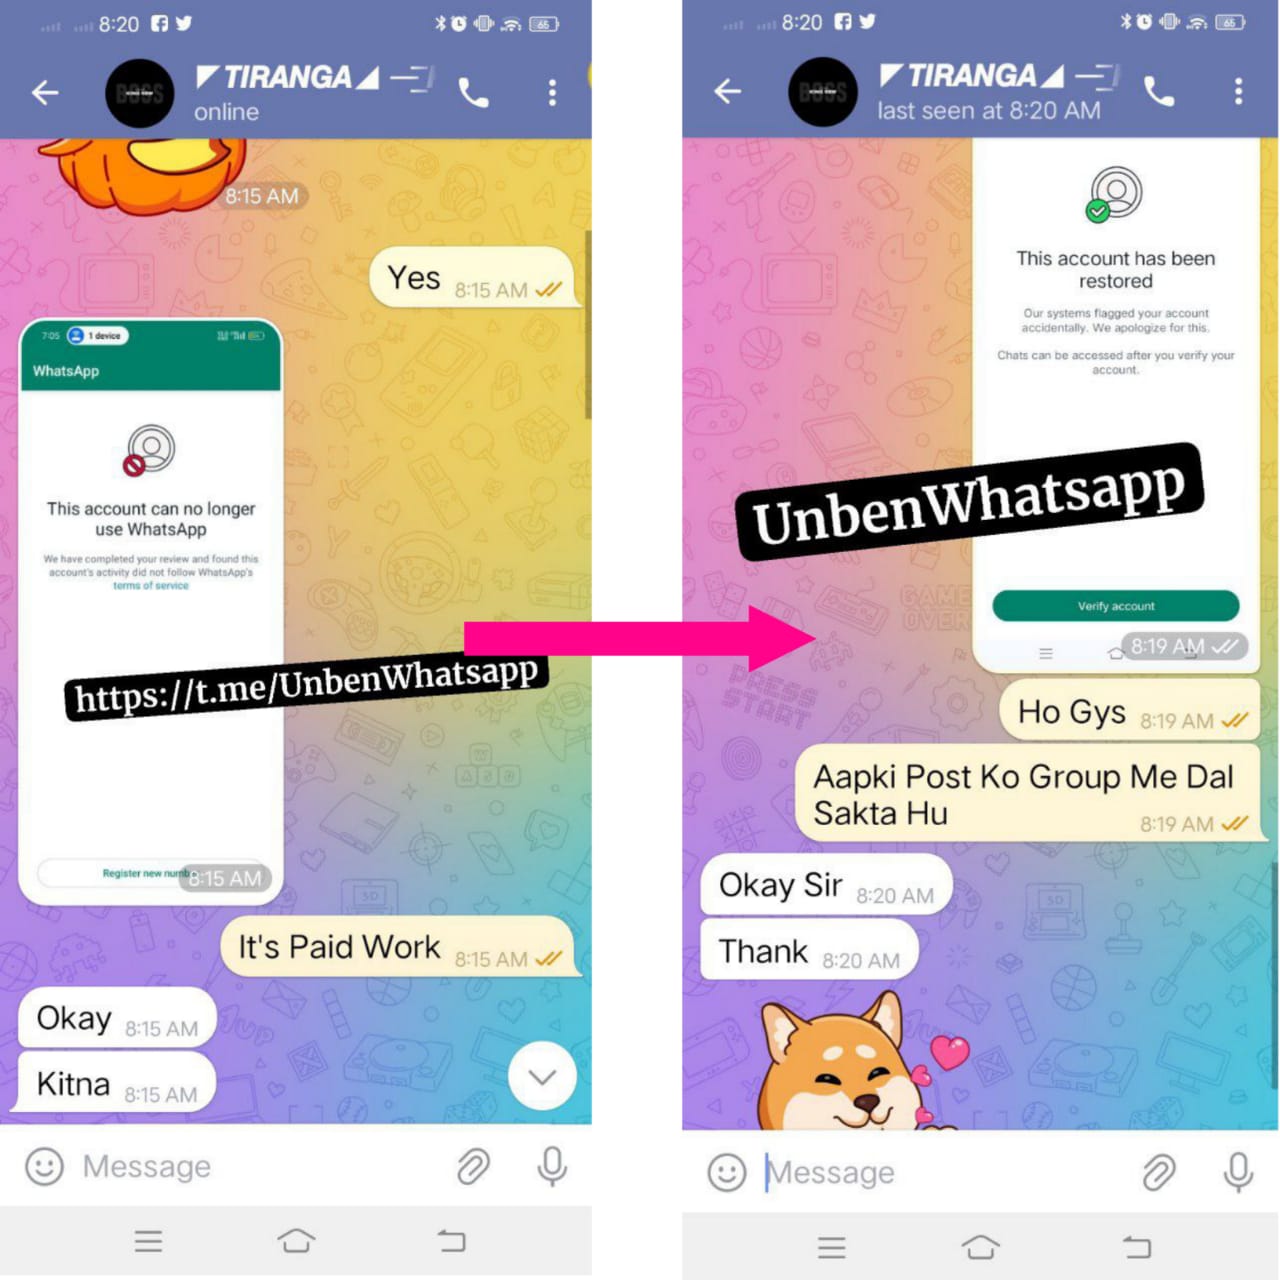 8:20
65
TIRANGA
online
8:15 AM
Yes 8:15 AM
7:05 1 device
WhatsApp
This account can no longer
use WhatsApp
We have completed your review and found this
account's activity did not follow WhatsApp's
terms of service
https://t.me/UnbenWhatsapp
Register new numb
8:15 AM
It's Paid Work 8:15 AM
Okay 8:15 AM
Kitna 8:15 AM
Message
8:20
65
TIRANGA
last seen at 8:20 AM
This account has been
restored
Our systems flagged your account
accidentally. We apologize for this.
Chats can be accessed after you verify your
account.
UnbenWhatsapp
GAME
OVER
Verify account
8:19 AM
PRESS
START
Ho Gys 8:19 AM
Aapki Post Ko Group Me Dal
Sakta Hu 8:19 AM
Okay Sir 8:20 AM
Thank 8:20 AM
Message